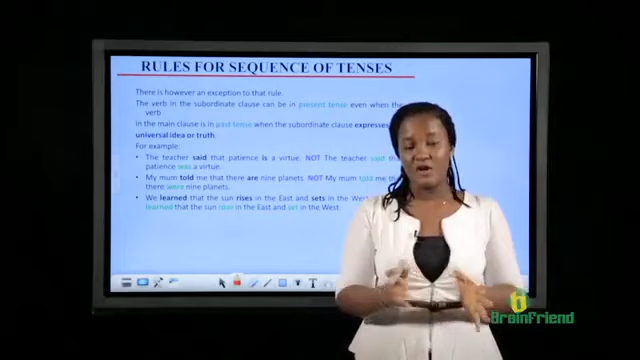 RULES FOR SEQUENCE OF TENSES
There is however an exception to that rule.
The verb in the subordinate clause can be in present tense even when the
verb
in the main clause is in past tense when the subordinate clause expresses
universal idea or truth.
For example:
• The teacher said that patience is a virtue. NOT The teacher said
patience was a virtue.
• My mum told me that there are nine planets. NOT My mum told me
there were nine planets.
• We learned that the sun rises in the East and sets in the
learned that the sun rose in the East and set in the West.
BrainFriend